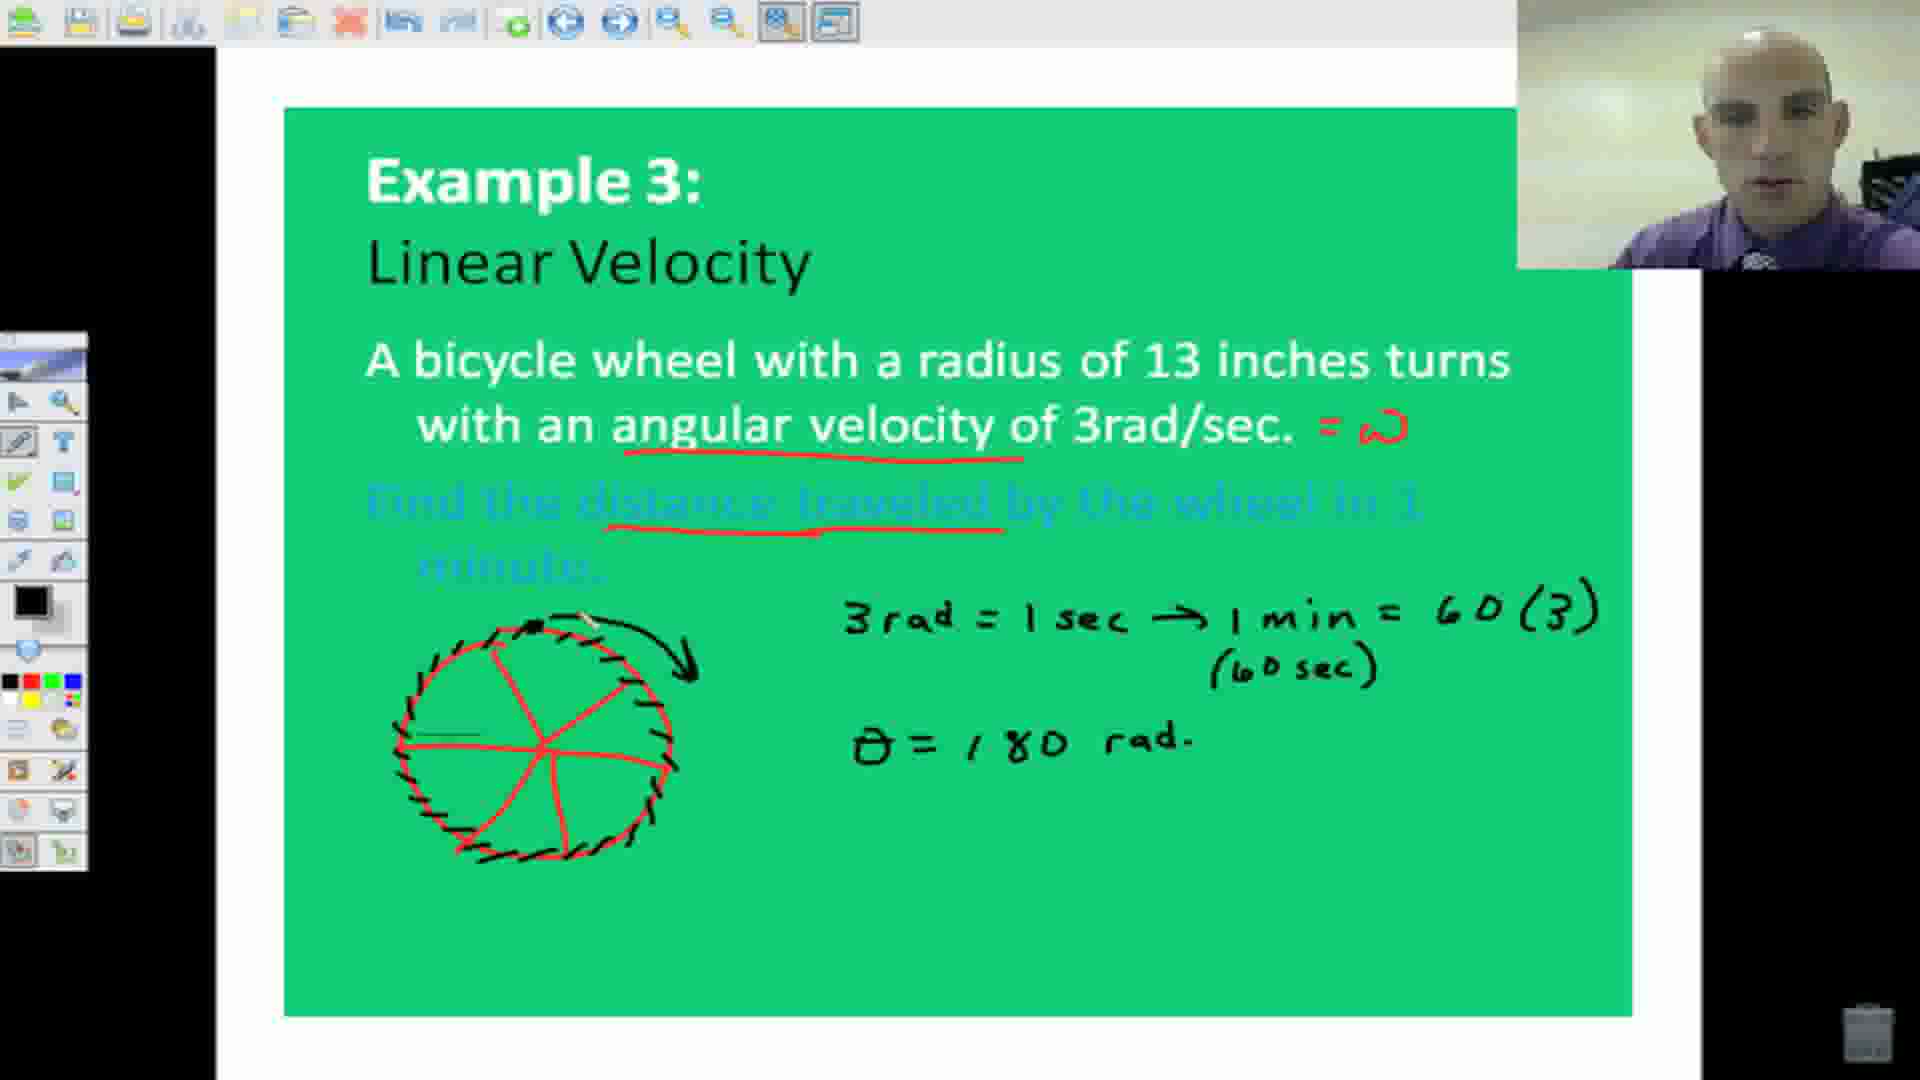 Example 3:
Linear Velocity
A bicycle wheel with a radius of 13 inches turns
with an angular velocity of 3rad/sec. = ω
Find the distance traveled by the wheel in 1
minute.
3 rad = 1 sec → 1 min = 60 (3)
(60 sec)
θ = 180 rad.